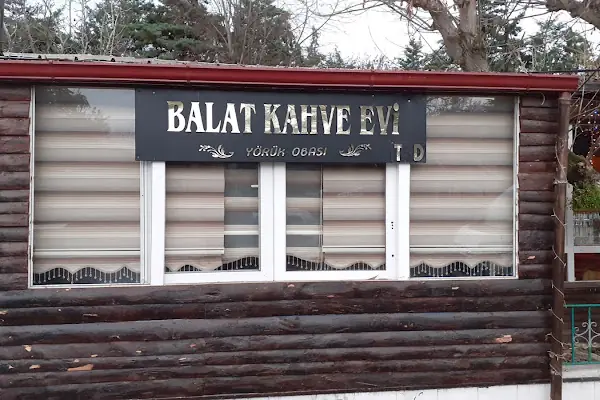 BALAT KAHVE EVİ
YÖRÜK OBASI
T D